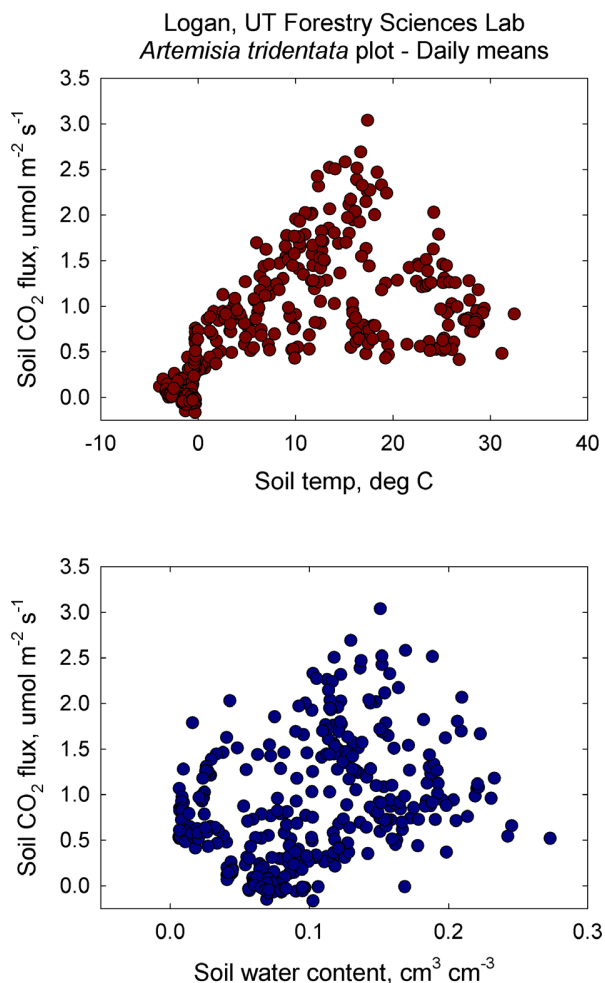 Logan, UT Forestry Sciences Lab
Artemisia tridentata plot - Daily means
3.5
3.0
2.5
2.0
1.5
1.0
0.5
0.0
Soil CO₂ flux, umol m⁻² s⁻¹
-10 0 10 20 30 40
Soil temp, deg C
3.5
3.0
2.5
2.0
1.5
1.0
0.5
0.0
Soil CO₂ flux, umol m⁻² s⁻¹
0.0 0.1 0.2 0.3
Soil water content, cm³ cm⁻³